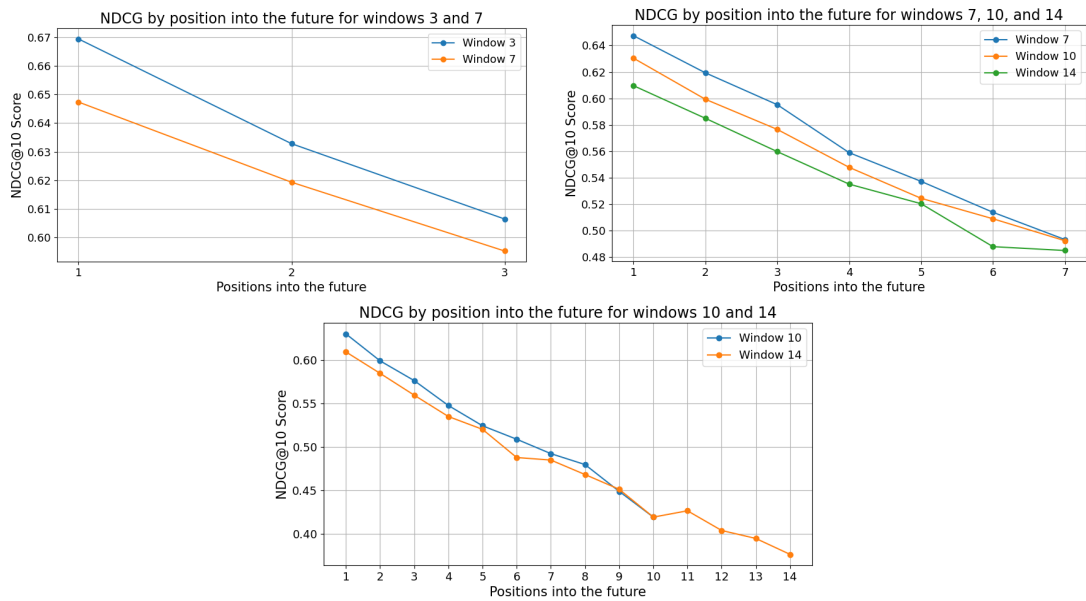 NDCG by position into the future for windows 3 and 7
0.67
0.66
0.65
0.64
0.63
0.62
0.61
0.60
NDCG@10 Score
Window 3
Window 7
1 2 3
Positions into the future
NDCG by position into the future for windows 7, 10, and 14
0.64
0.62
0.60
0.58
0.56
0.54
0.52
0.50
0.48
NDCG@10 Score
Window 7
Window 10
Window 14
1 2 3 4 5 6 7
Positions into the future
NDCG by position into the future for windows 10 and 14
0.60
0.55
0.50
0.45
0.40
NDCG@10 Score
Window 10
Window 14
1 2 3 4 5 6 7 8 9 10 11 12 13 14
Positions into the future